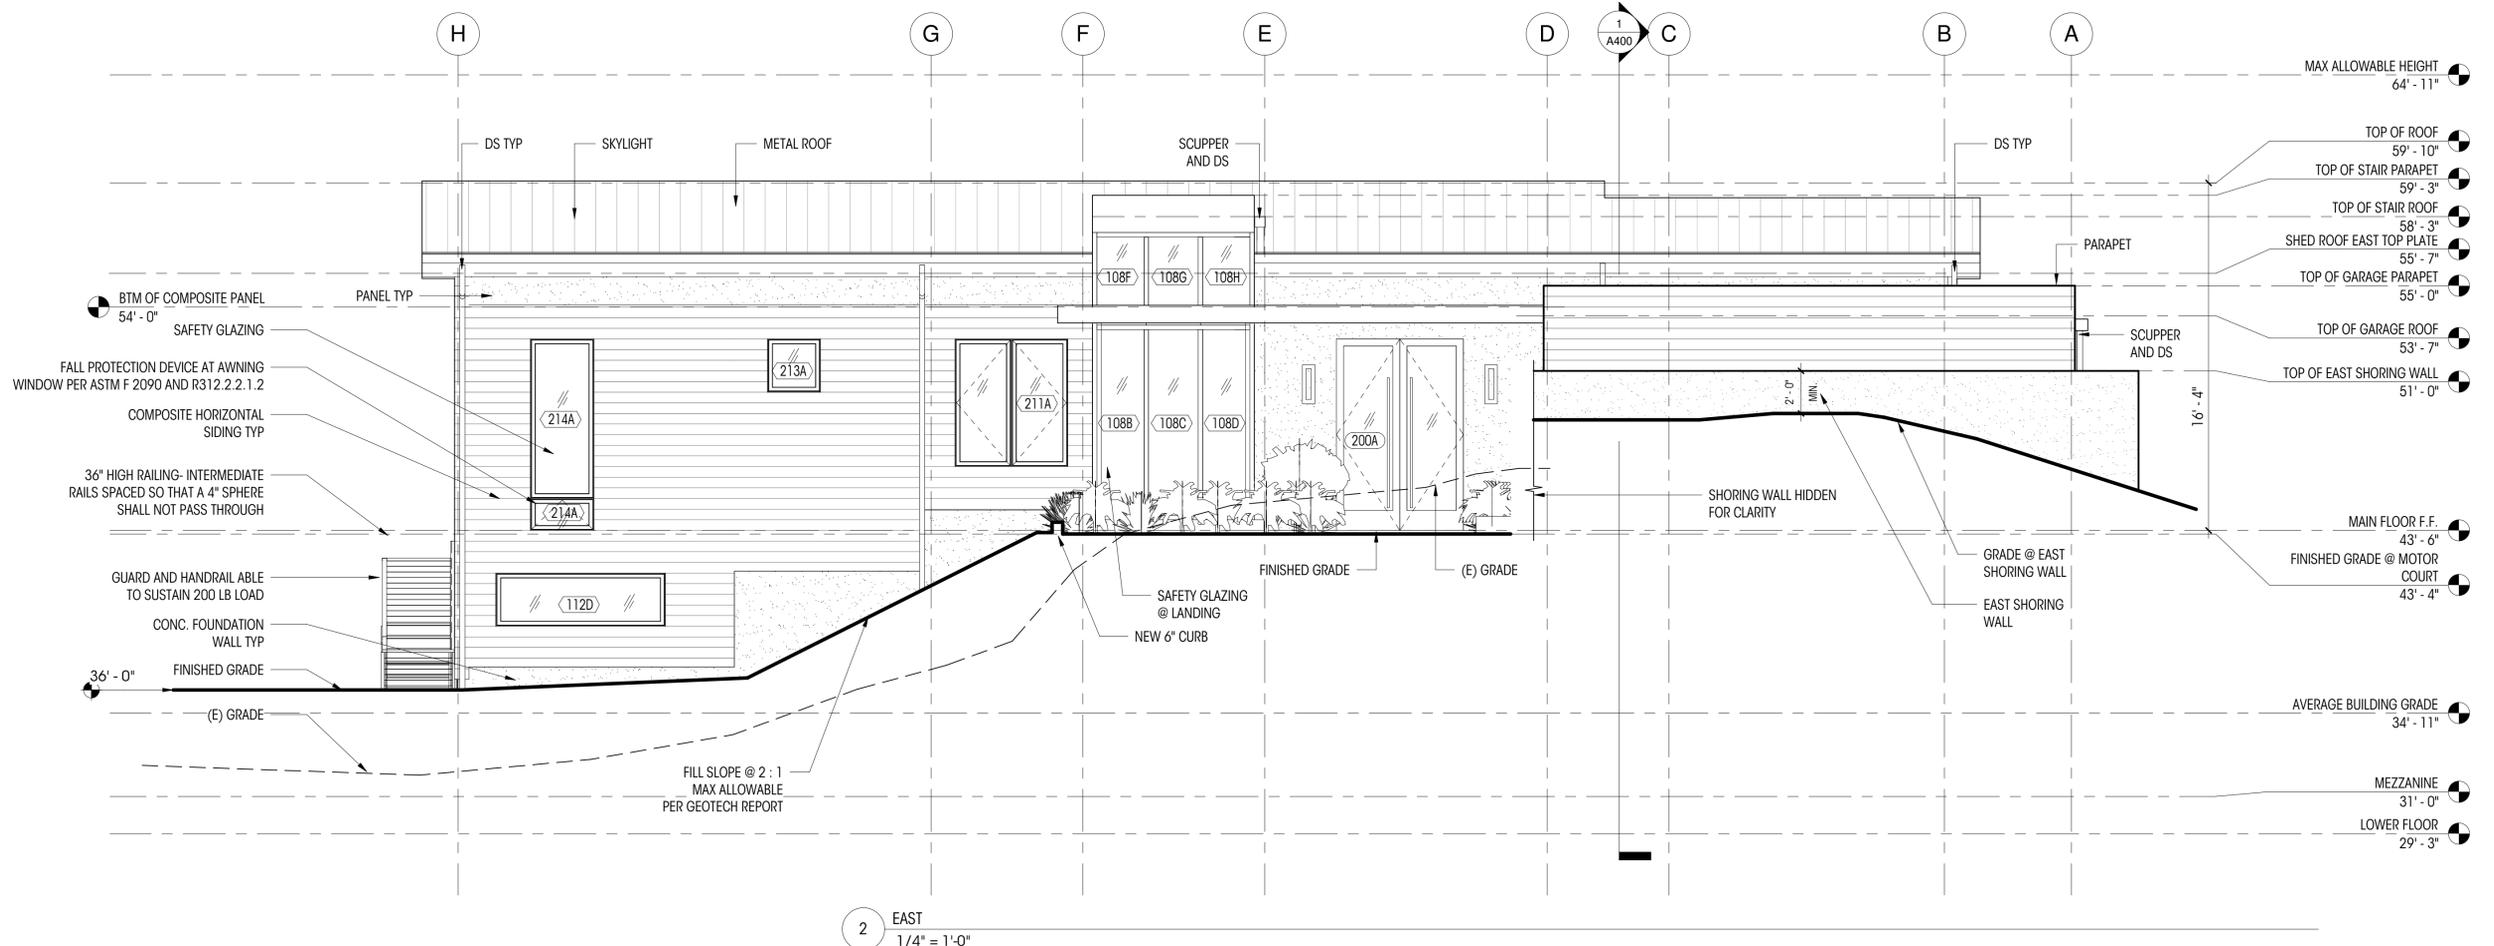 H
G
F
E
D
1
A400
C
B
A
MAX ALLOWABLE HEIGHT
64' - 11"
DS TYP
SKYLIGHT
METAL ROOF
SCUPPER
AND DS
DS TYP
TOP OF ROOF
59' - 10"
TOP OF STAIR PARAPET
59' - 3"
TOP OF STAIR ROOF
58' - 3"
SHED ROOF EAST TOP PLATE
55' - 7"
TOP OF GARAGE PARAPET
55' - 0"
TOP OF GARAGE ROOF
53' - 7"
TOP OF EAST SHORING WALL
51' - 0"
PARAPET
SCUPPER
AND DS
16' - 4"
2' - 0"
MIN.
BTM OF COMPOSITE PANEL
54' - 0"
PANEL TYP
SAFETY GLAZING
FALL PROTECTION DEVICE AT AWNING
WINDOW PER ASTM F 2090 AND R312.2.2.1.2
COMPOSITE HORIZONTAL
SIDING TYP
36" HIGH RAILING- INTERMEDIATE
RAILS SPACED SO THAT A 4" SPHERE
SHALL NOT PASS THROUGH
GUARD AND HANDRAIL ABLE
TO SUSTAIN 200 LB LOAD
CONC. FOUNDATION
WALL TYP
FINISHED GRADE
36' - 0"
(E) GRADE
108F
108G
108H
213A
214A
211A
108B
108C
108D
200A
214A
112D
SHORING WALL HIDDEN
FOR CLARITY
FINISHED GRADE
(E) GRADE
SAFETY GLAZING
@ LANDING
NEW 6" CURB
GRADE @ EAST
SHORING WALL
EAST SHORING
WALL
MAIN FLOOR F.F.
43' - 6"
FINISHED GRADE @ MOTOR
COURT
43' - 4"
AVERAGE BUILDING GRADE
34' - 11"
FILL SLOPE @ 2 : 1
MAX ALLOWABLE
PER GEOTECH REPORT
MEZZANINE
31' - 0"
LOWER FLOOR
29' - 3"
2
EAST
1/4" = 1'-0"